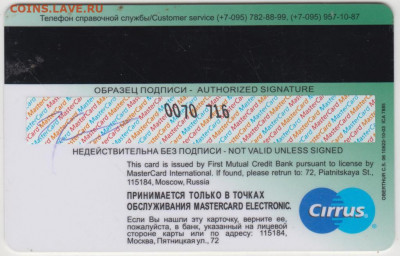 COINS.LAVE.RU
Телефон справочной службы/Customer service (+7-095) 782-88-99, (+7-095) 957-10-87
ОБРАЗЕЦ ПОДПИСИ - AUTHORIZED SIGNATURE
0070 716
НЕДЕЙСТВИТЕЛЬНА БЕЗ ПОДПИСИ - NOT VALID UNLESS SIGNED
This card is issued by First Mutual Credit Bank pursuant to license by
MasterCard International. If found, please retrun to: 72, Piatnitskaya St.,
115184, Moscow, Russia
ПРИНИМАЕТСЯ ТОЛЬКО В ТОЧКАХ
ОБСЛУЖИВАНИЯ MASTERCARD ELECTRONIC.
Если Вы нашли эту карточку, верните ее,
пожалуйста, в банк, указанный на лицевой
стороне карты или по адресу: 115184,
Москва, Пятницкая ул., 72
Cirrus